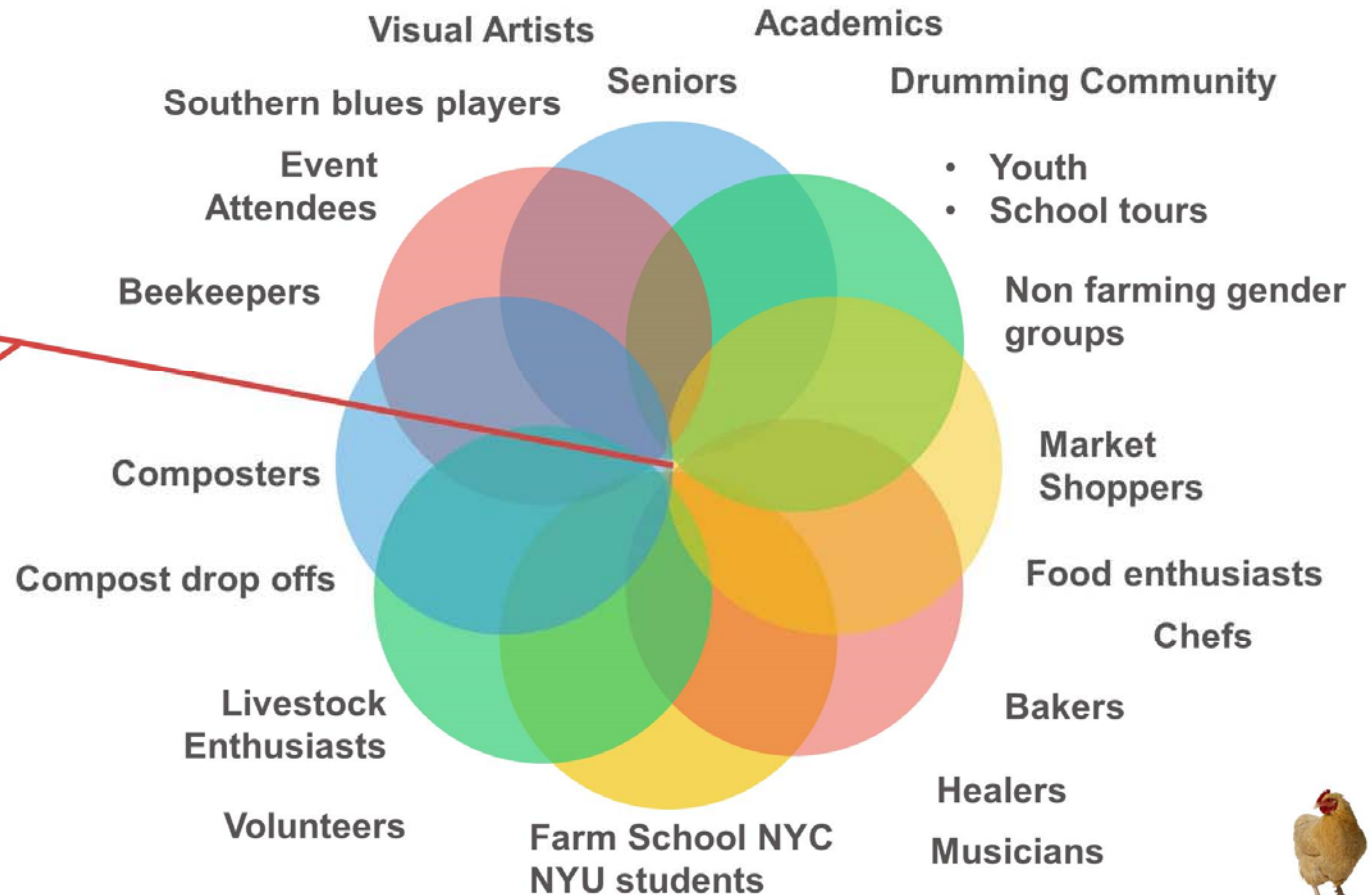 Visual Artists
Academics
Seniors
Drumming Community
Southern blues players
Event
Attendees
• Youth
• School tours
Beekeepers
Non farming gender
groups
Composters
Market
Shoppers
Compost drop offs
Food enthusiasts
Chefs
Livestock
Enthusiasts
Bakers
Volunteers
Healers
Farm School NYC
NYU students
Musicians